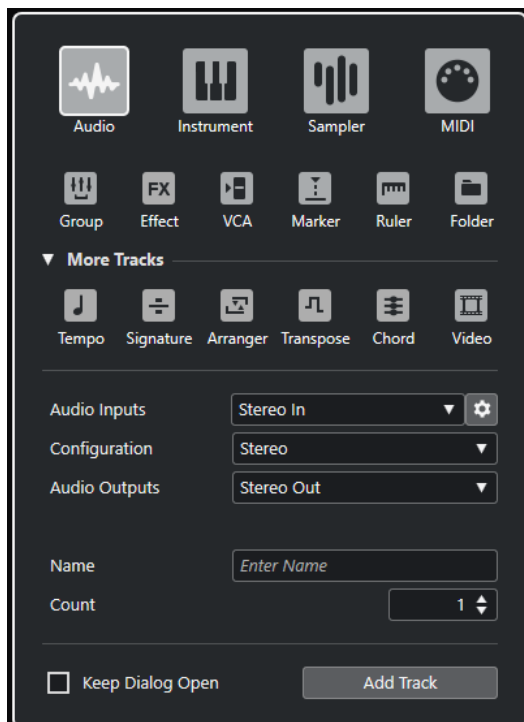 Audio Instrument Sampler MIDI
FX
Group Effect VCA Marker Ruler Folder
More Tracks
Tempo Signature Arranger Transpose Chord Video
Audio Inputs Stereo In
Configuration Stereo
Audio Outputs Stereo Out
Name Enter Name
Count 1
Keep Dialog Open Add Track